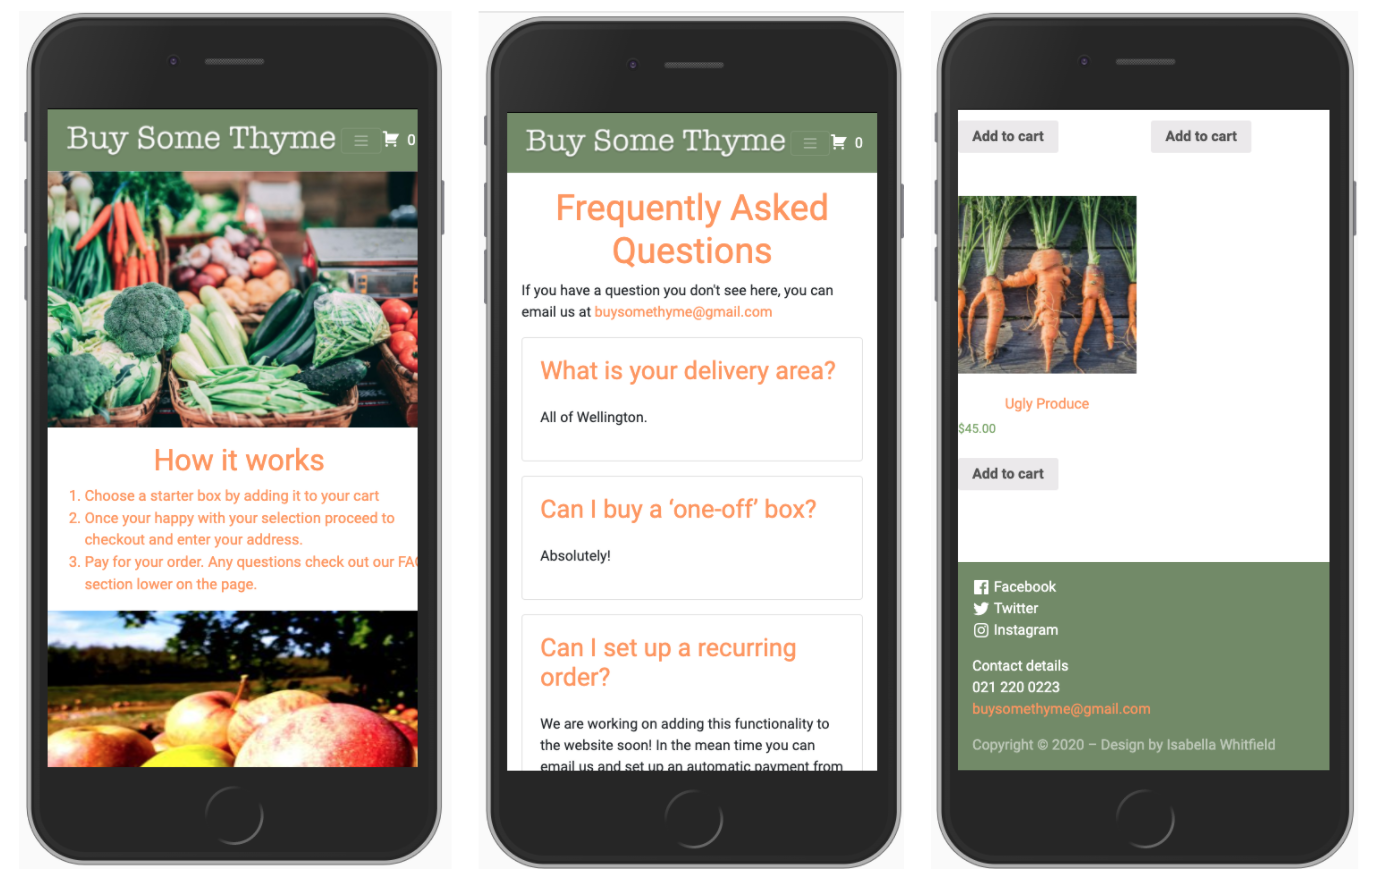 Buy Some Thyme 0
How it works
1. Choose a starter box by adding it to your cart
2. Once your happy with your selection proceed to
checkout and enter your address.
3. Pay for your order. Any questions check out our FAQ
section lower on the page.
Buy Some Thyme 0
Frequently Asked
Questions
If you have a question you don't see here, you can
email us at buysomethyme@gmail.com
What is your delivery area?
All of Wellington.
Can I buy a ‘one-off’ box?
Absolutely!
Can I set up a recurring
order?
We are working on adding this functionality to
the website soon! In the mean time you can
email us and set up an automatic payment from
Add to cart Add to cart
Ugly Produce
$45.00
Add to cart
Facebook
Twitter
Instagram
Contact details
021 220 0223
buysomethyme@gmail.com
Copyright © 2020 – Design by Isabella Whitfield